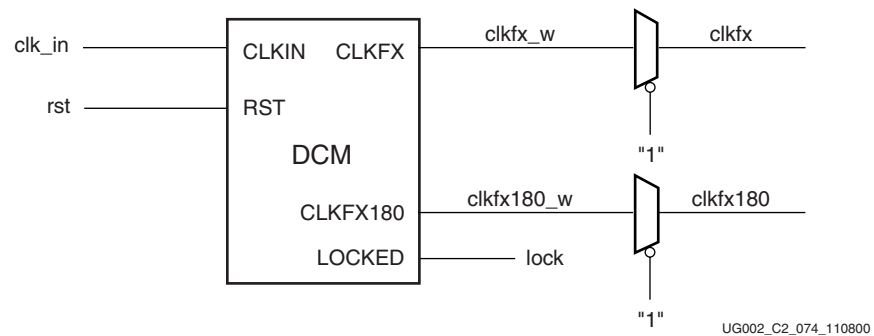 clk_in
CLKIN
CLKFX
clkfx_w
clkfx
rst
RST
DCM
"1"
CLKFX180
clkfx180_w
clkfx180
LOCKED
lock
"1"
UG002_C2_074_110800